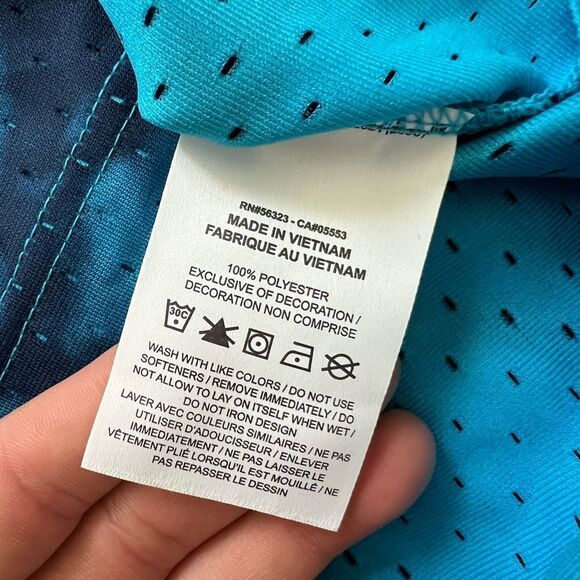 RN#56323 - CA#05553
MADE IN VIETNAM
FABRIQUE AU VIETNAM
100% POLYESTER
EXCLUSIVE OF DECORATION /
DECORATION NON COMPRISE
30C
WASH WITH LIKE COLORS / DO NOT USE
SOFTENERS / REMOVE IMMEDIATELY / DO
NOT ALLOW TO LAY ON ITSELF WHEN WET /
DO NOT IRON DESIGN
LAVER AVEC COULEURS SIMILAIRES / NE PAS
UTILISER D'ADOUCISSEUR / ENLEVER
IMMEDIATEMENT / NE PAS LAISSER LE
VÊTEMENT PLIÉ LORSQU'IL EST MOUILLÉ / NE
PAS REPASSER LE DESSIN